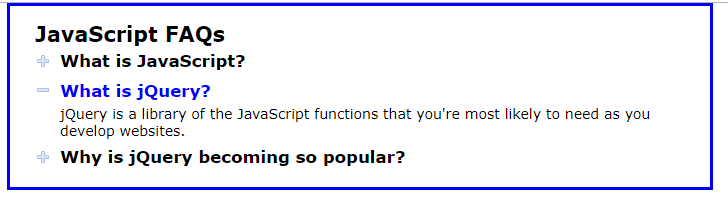 JavaScript FAQs
What is JavaScript?
What is jQuery?
jQuery is a library of the JavaScript functions that you're most likely to need as you
develop websites.
Why is jQuery becoming so popular?